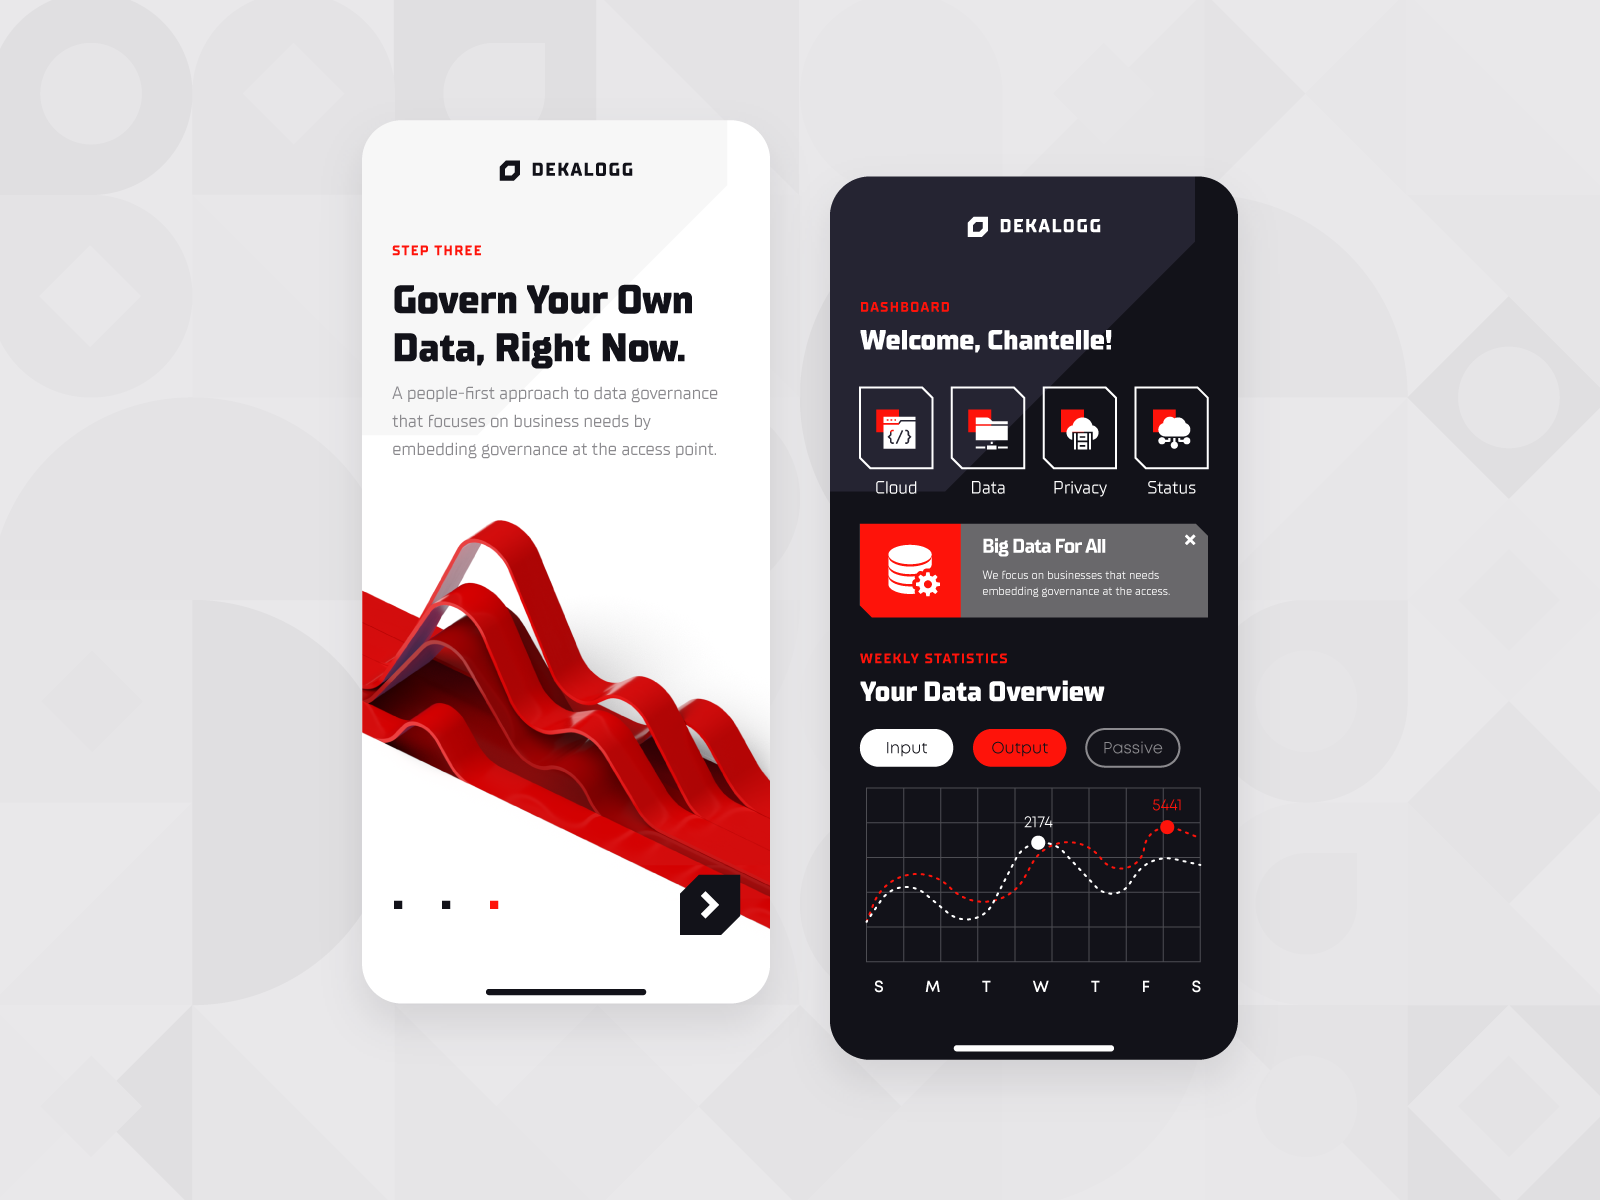 DEKALOGG
STEP THREE
Govern Your Own
Data, Right Now.
A people-first approach to data governance
that focuses on business needs by
embedding governance at the access point.
DEKALOGG
DASHBOARD
Welcome, Chantelle!
Cloud Data Privacy Status
Big Data For All
We focus on businesses that needs
embedding governance at the access.
WEEKLY STATISTICS
Your Data Overview
Input Output Passive
5441
2174
S M T W T F S